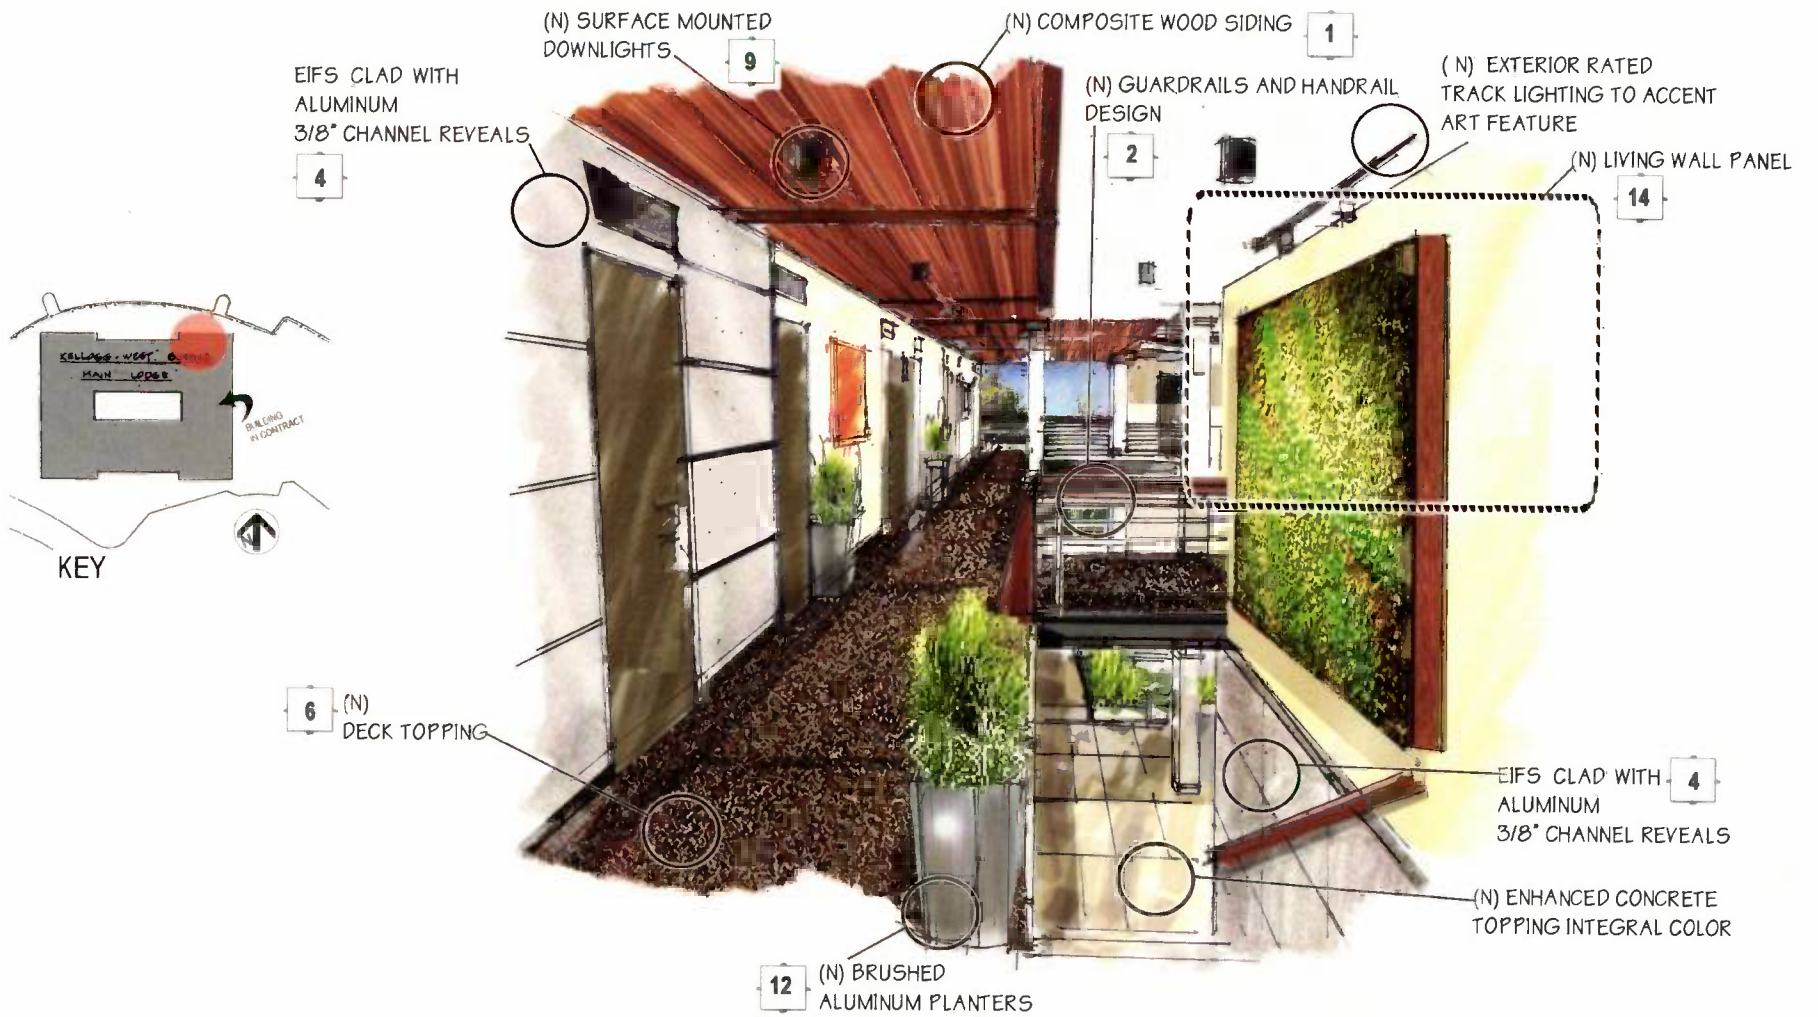 (N) SURFACE MOUNTED
DOWNLIGHTS
9
(N) COMPOSITE WOOD SIDING
1
EIFS CLAD WITH
ALUMINUM
3/8" CHANNEL REVEALS
4
(N) GUARDRAILS AND HANDRAIL
DESIGN
2
( N) EXTERIOR RATED
TRACK LIGHTING TO ACCENT
ART FEATURE
(N) LIVING WALL PANEL
14
KELLOGG - WEST
MAIN LODGE
BUILDING
IN CONTRACT
KEY
6
(N)
DECK TOPPING
EIFS CLAD WITH
ALUMINUM
3/8" CHANNEL REVEALS
4
(N) ENHANCED CONCRETE
TOPPING INTEGRAL COLOR
12
(N) BRUSHED
ALUMINUM PLANTERS